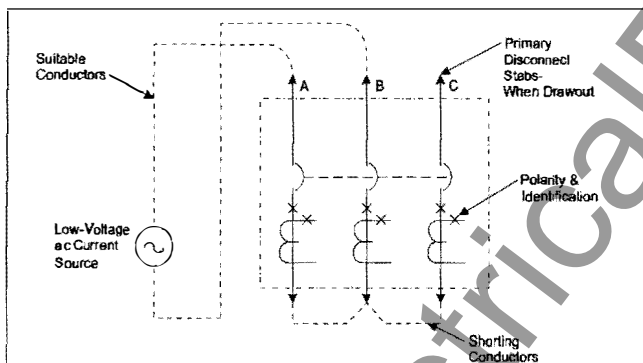 Suitable
Conductors
A
B
C
Primary
Disconnect
Stabs-
When Drawout
Polarity &
Identification
Low-Voltage
ac Current
Source
Shorting
Conductors